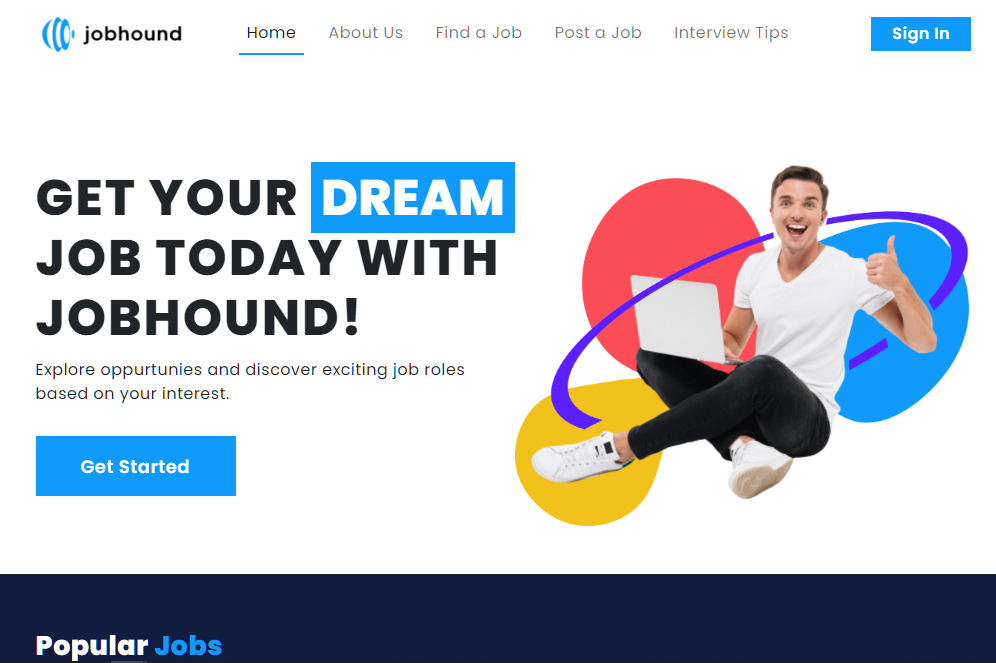 jobhound
Home About Us Find a Job Post a Job Interview Tips
Sign In
GET YOUR DREAM
JOB TODAY WITH
JOBHOUND!
Explore oppurtunies and discover exciting job roles
based on your interest.
Get Started
Popular Jobs